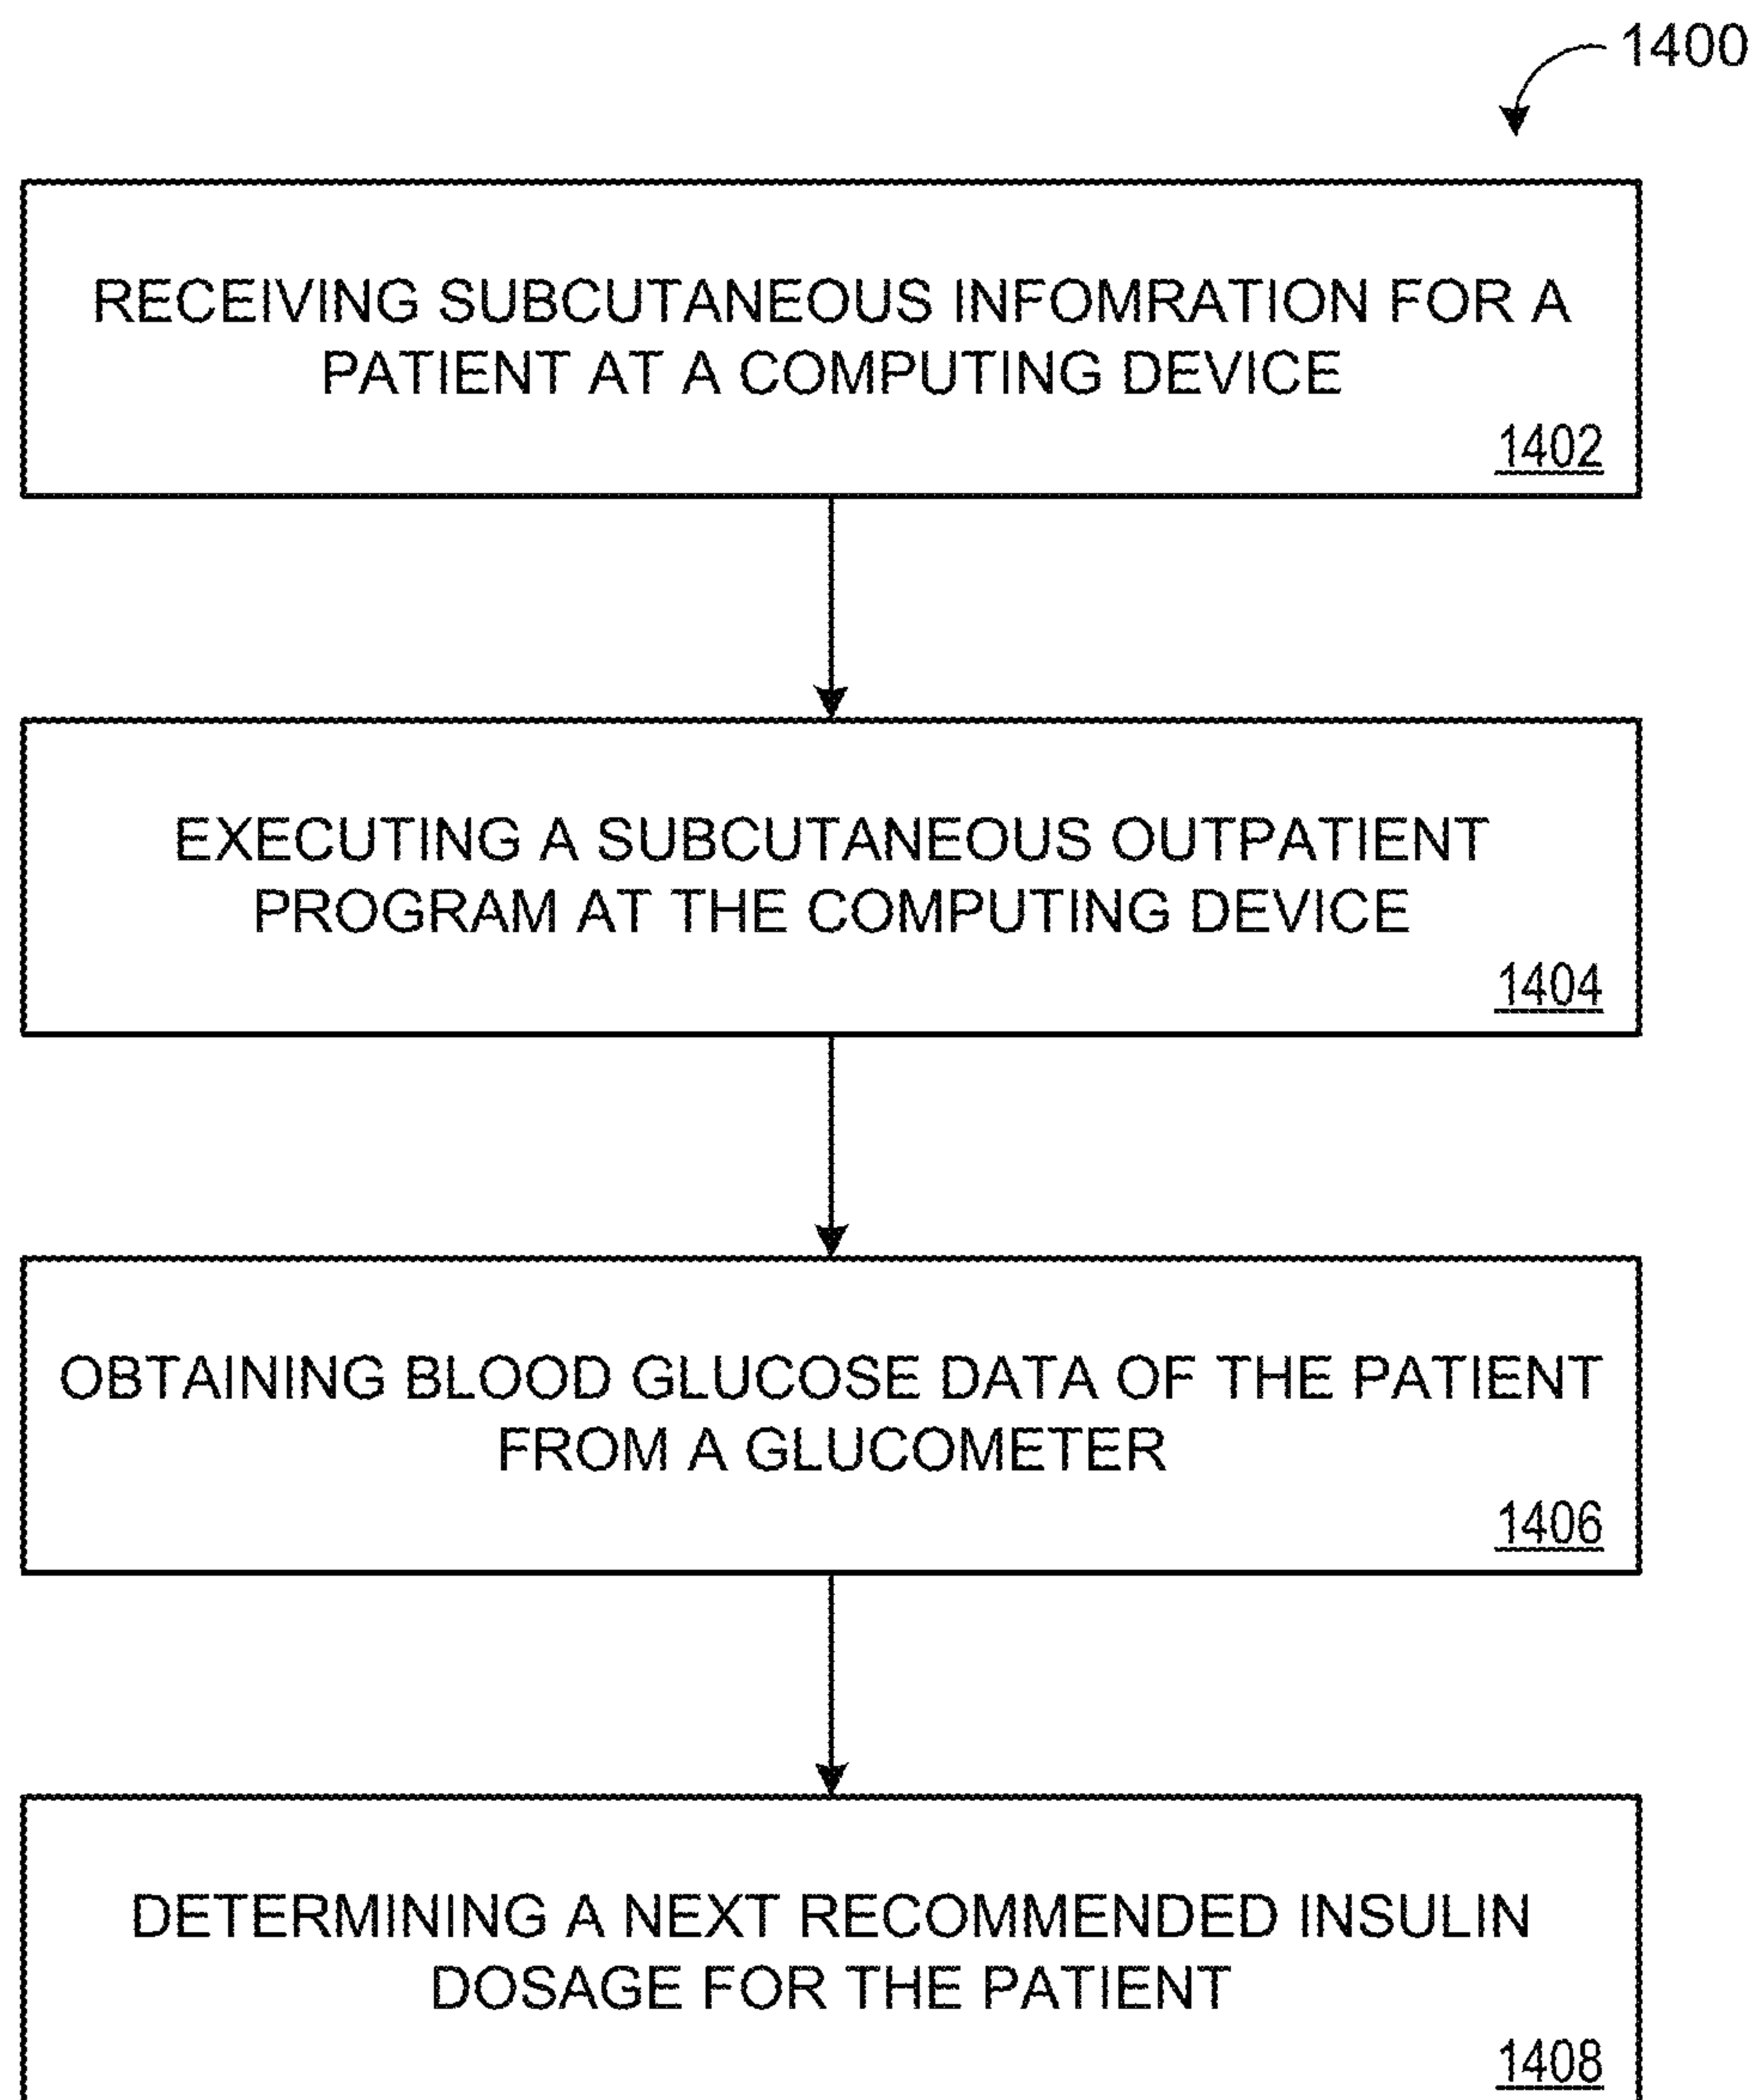 1400
RECEIVING SUBCUTANEOUS INFOMRATION FOR A
PATIENT AT A COMPUTING DEVICE
1402
EXECUTING A SUBCUTANEOUS OUTPATIENT
PROGRAM AT THE COMPUTING DEVICE
1404
OBTAINING BLOOD GLUCOSE DATA OF THE PATIENT
FROM A GLUCOMETER
1406
DETERMINING A NEXT RECOMMENDED INSULIN
DOSAGE FOR THE PATIENT
1408